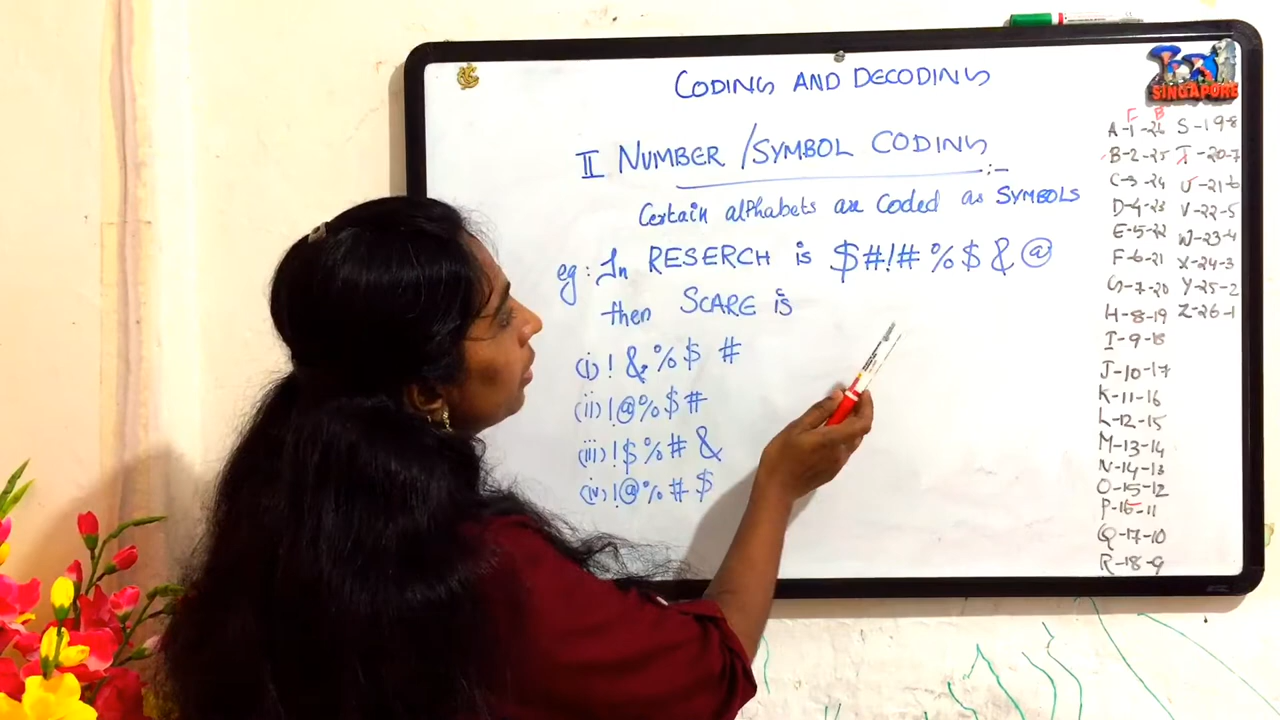 CODING AND DECODING
II NUMBER /SYMBOL CODING :-
Certain alphabets are coded as SYMBOLS
eg: In RESERCH is $#!#%$&@
then SCARE is
(i) ! & % $ #
(ii) ! @ % $ #
(iii) ! $ % # &
(iv) ! @ % # $
SINGAPORE
F B
A-1-26
B-2-25
C-3-24
D-4-23
E-5-22
F-6-21
G-7-20
H-8-19
I-9-18
J-10-17
K-11-16
L-12-15
M-13-14
N-14-13
O-15-12
P-16-11
Q-17-10
R-18-9
S-19-8
T-20-7
U-21-6
V-22-5
W-23-4
X-24-3
Y-25-2
Z-26-1